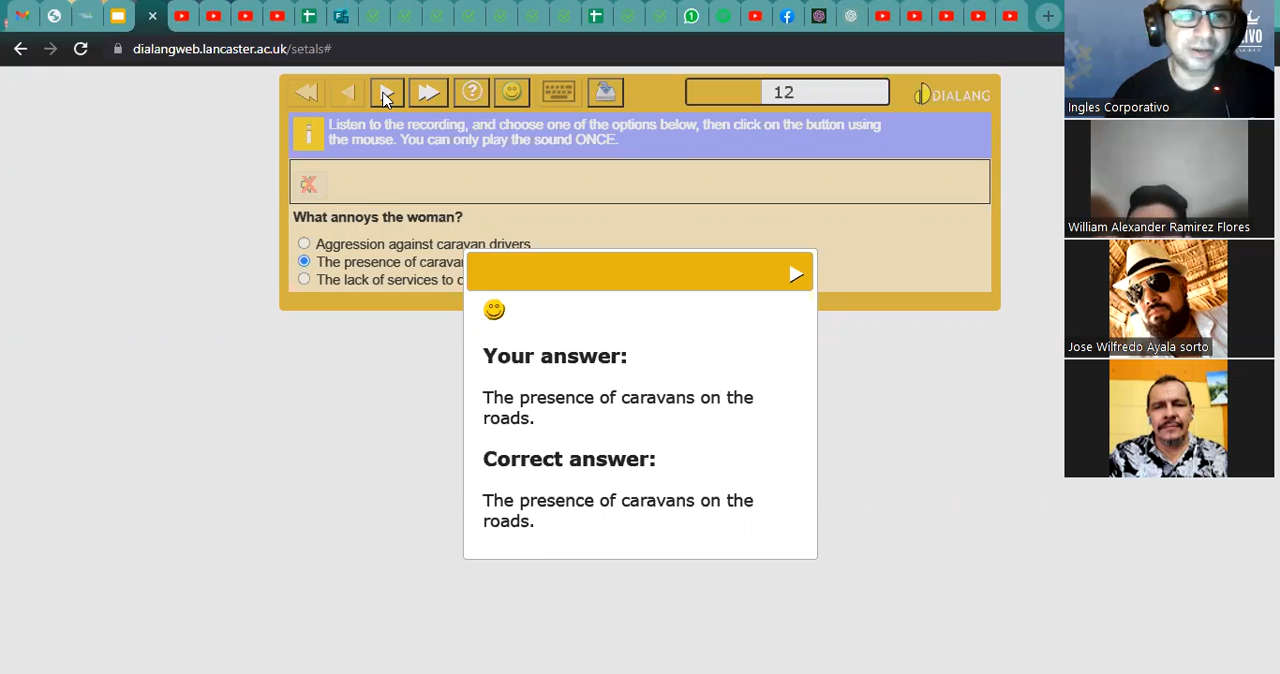 dialangweb.lancaster.ac.uk/setals#
12
DIALANG
Listen to the recording, and choose one of the options below, then click on the button using
the mouse. You can only play the sound ONCE.
What annoys the woman?
Aggression against caravan drivers
The presence of carava
The lack of services to c
Your answer:
The presence of caravans on the
roads.
Correct answer:
The presence of caravans on the
roads.
Ingles Corporativo
William Alexander Ramirez Flores
Jose Wilfredo Ayala sorto